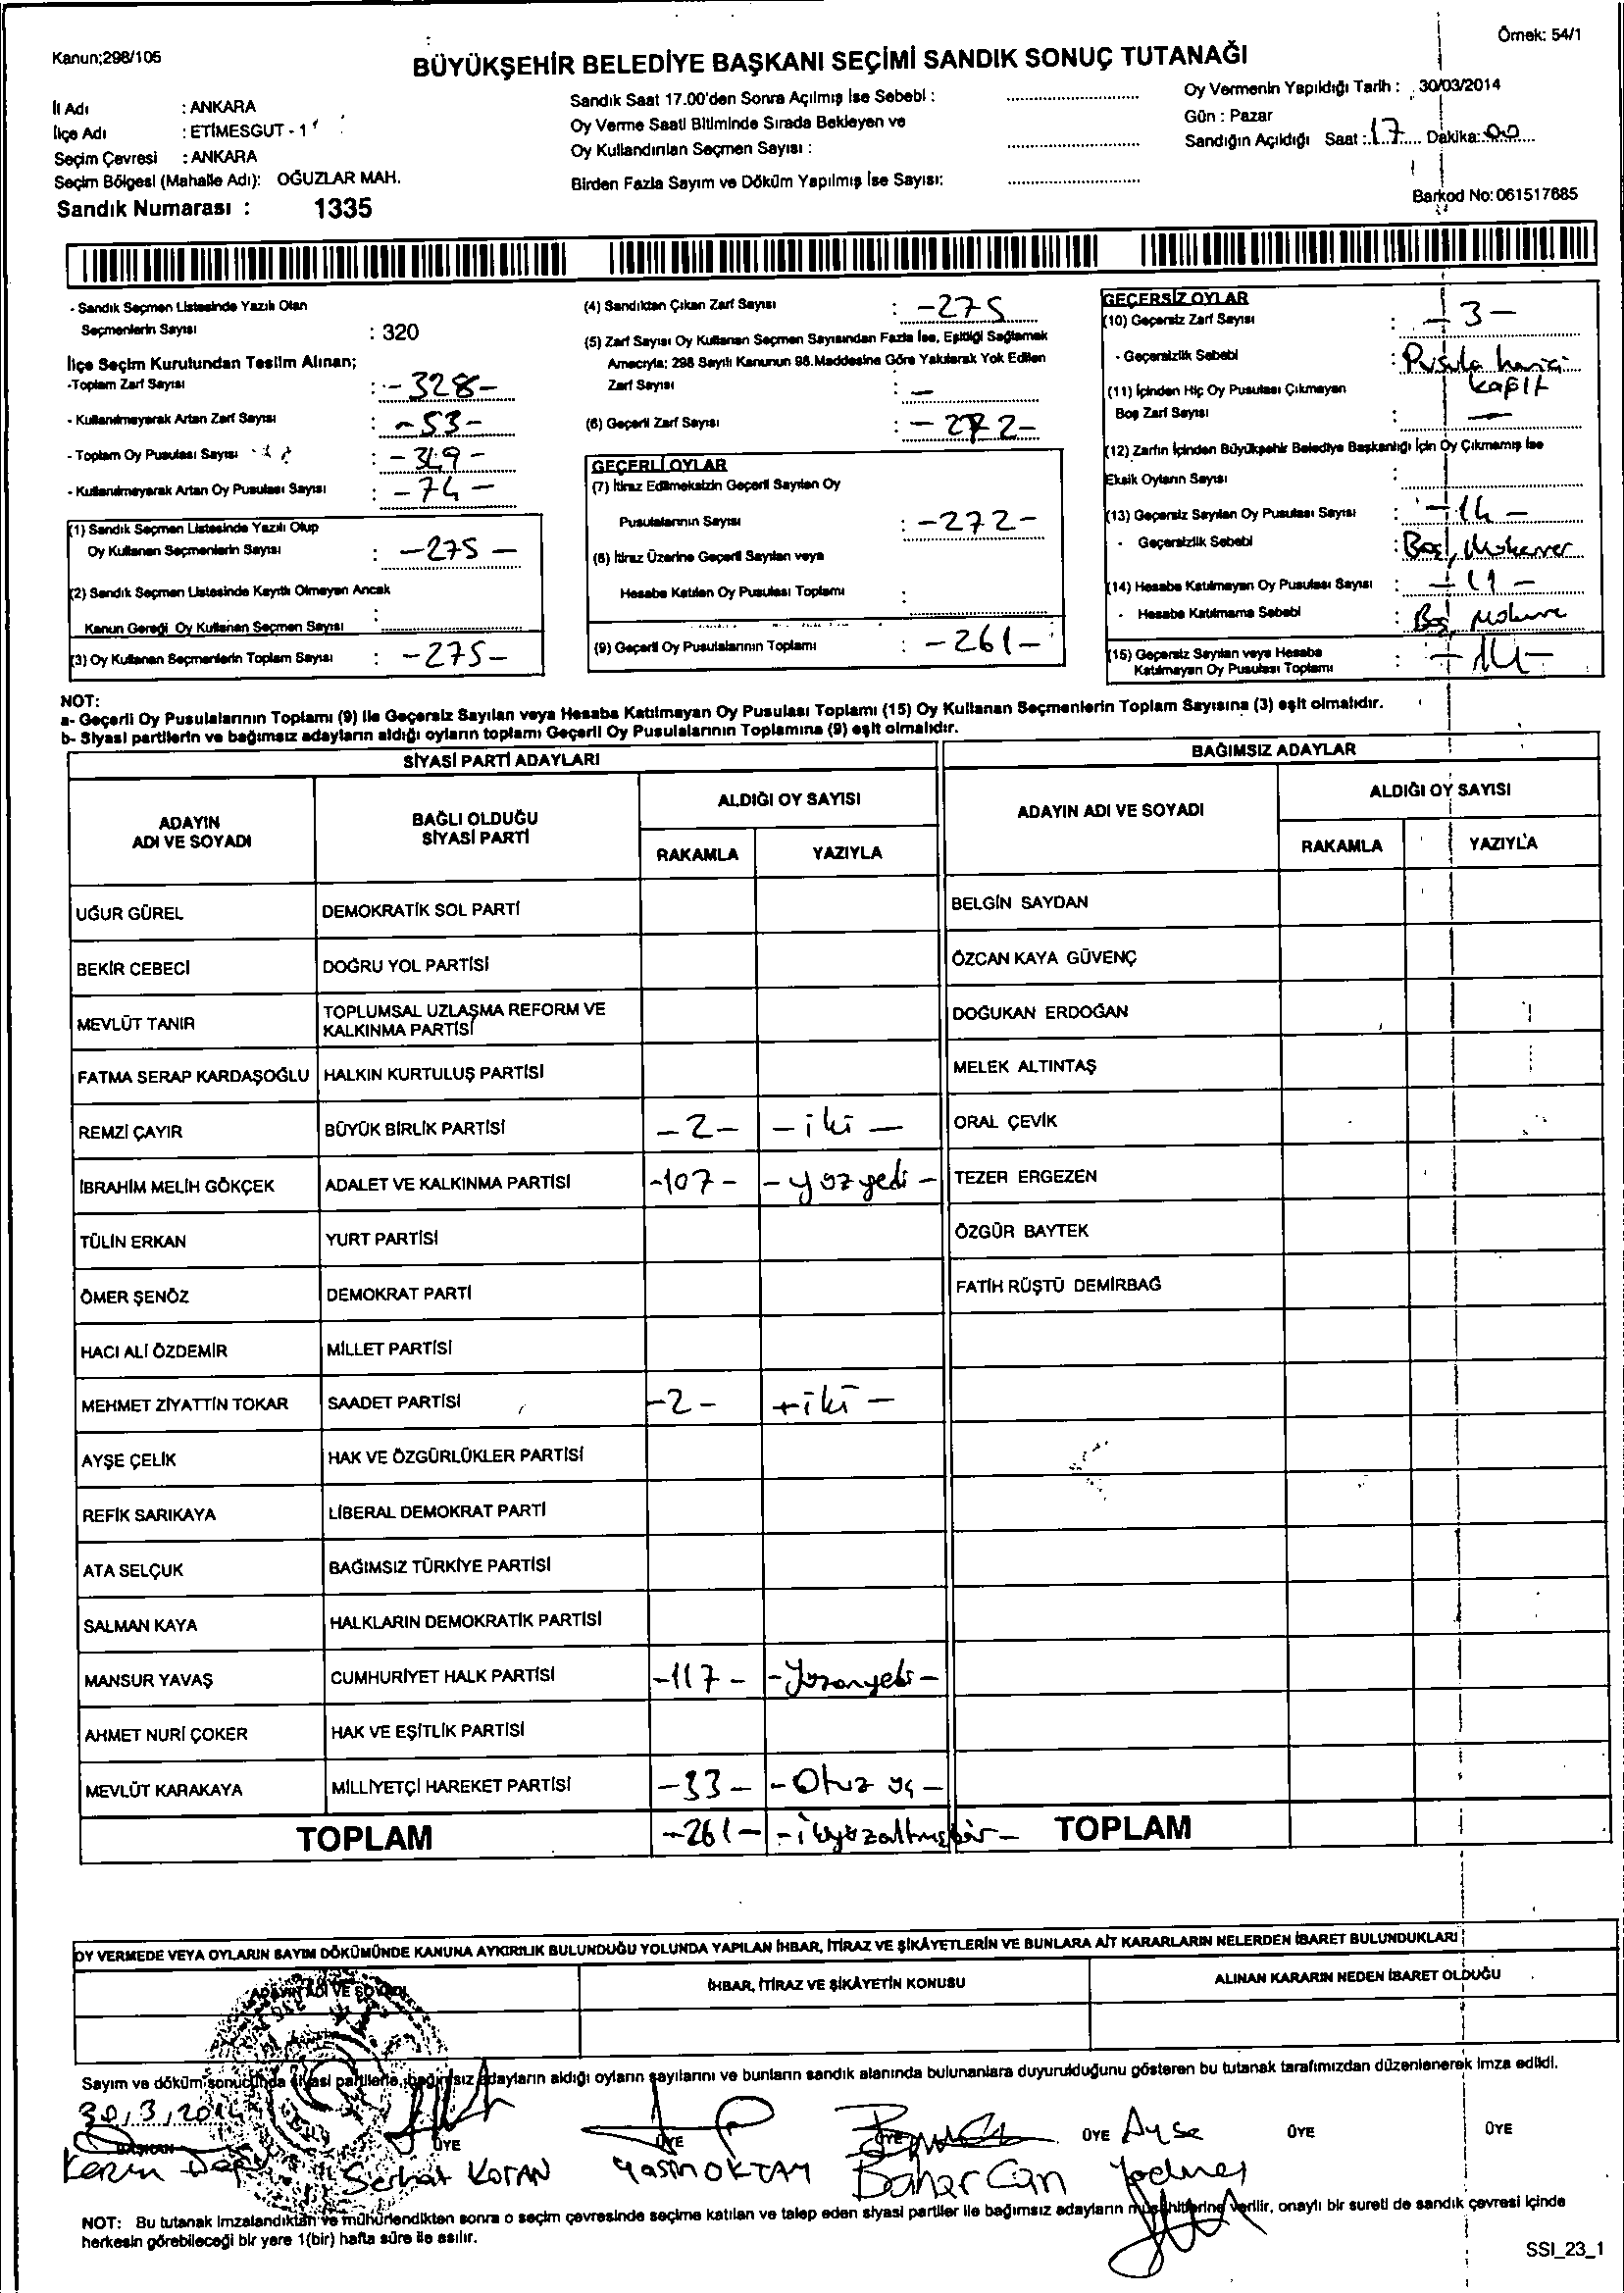 Kanun;298/105
Örnek: 54/1
BÜYÜKŞEHİR BELEDİYE BAŞKANI SEÇİMİ SANDIK SONUÇ TUTANAĞI
İl Adı : ANKARA
İlçe Adı : ETİMESGUT - 1
Seçim Çevresi : ANKARA
Seçim Bölgesi (Mahalle Adı): OĞUZLAR MAH.
Sandık Numarası : 1335
Sandık Saat 17.00'den Sonra Açılmış İse Sebebi :
Oy Verme Saati Bitiminde Sırada Bekleyen ve
Oy Kullandırılan Seçmen Sayısı :
Birden Fazla Sayım ve Döküm Yapılmış İse Sayısı:
Oy Vermenin Yapıldığı Tarih : 30/03/2014
Gün : Pazar
Sandığın Açıldığı Saat : 17 Dakika: 00
Barkod No: 061517685
- Sandık Seçmen Listesinde Yazılı Olan
Seçmenlerin Sayısı : 320
İlçe Seçim Kurulundan Teslim Alınan;
-Toplam Zarf Sayısı : - 328 -
- Kullanılmayarak Artan Zarf Sayısı : - 53 -
- Toplam Oy Pusulası Sayısı : - 349 -
- Kullanılmayarak Artan Oy Pusulası Sayısı : - 74 -
(1) Sandık Seçmen Listesinde Yazılı Olup
Oy Kullanan Seçmenlerin Sayısı : - 275 -
(2) Sandık Seçmen Listesinde Kayıtlı Olmayan Ancak
Kanun Gereği Oy Kullanan Seçmen Sayısı :
(3) Oy Kullanan Seçmenlerin Toplam Sayısı : - 275 -
(4) Sandıktan Çıkan Zarf Sayısı : - 275
(5) Zarf Sayısı Oy Kullanan Seçmen Sayısından Fazla İse, Eşitliği Sağlamak
Amacıyla; 298 Sayılı Kanunun 98.Maddesine Göre Yakılarak Yok Edilen
Zarf Sayısı : -
(6) Geçerli Zarf Sayısı : - 272 -
GEÇERLİ OYLAR
(7) İtiraz Edilmeksizin Geçerli Sayılan Oy
Pusulalarının Sayısı : - 272 -
(8) İtiraz Üzerine Geçerli Sayılan veya
Hesaba Katılan Oy Pusulası Toplamı :
(9) Geçerli Oy Pusulalarının Toplamı : - 261 -
GEÇERSİZ OYLAR
(10) Geçersiz Zarf Sayısı : - 3 -
- Geçersizlik Sebebi : Pusula harici
kağıt
(11) İçinden Hiç Oy Pusulası Çıkmayan
Boş Zarf Sayısı : -
(12) Zarfın İçinden Büyükşehir Belediye Başkanlığı İçin Oy Çıkmamış İse
Eksik Oyların Sayısı :
(13) Geçersiz Sayılan Oy Pusulası Sayısı : - 14 -
- Geçersizlik Sebebi : Boş, Mükerrer
(14) Hesaba Katılmayan Oy Pusulası Sayısı : - 11 -
- Hesaba Katılmama Sebebi : Boş
(15) Geçersiz Sayılan veya Hesaba
Katılmayan Oy Pusulası Toplamı : - 14 -
NOT:
a- Geçerli Oy Pusulalarının Toplamı (9) ile Geçersiz Sayılan veya Hesaba Katılmayan Oy Pusulası Toplamı (15) Oy Kullanan Seçmenlerin Toplam Sayısına (3) eşit olmalıdır.
b- Siyasi partilerin ve bağımsız adayların aldığı oyların toplamı Geçerli Oy Pusulalarının Toplamına (9) eşit olmalıdır.
SİYASİ PARTİ ADAYLARI
BAĞIMSIZ ADAYLAR
ADAYIN ADI VE SOYADI
BAĞLI OLDUĞU SİYASİ PARTİ
ALDIĞI OY SAYISI
RAKAMLA YAZIYLA
ADAYIN ADI VE SOYADI
ALDIĞI OY SAYISI
RAKAMLA YAZIYLA
UĞUR GÜREL DEMOKRATİK SOL PARTİ BELGİN SAYDAN
BEKİR CEBECİ DOĞRU YOL PARTİSİ ÖZCAN KAYA GÜVENÇ
MEVLÜT TANIR TOPLUMSAL UZLAŞMA REFORM VE KALKINMA PARTİSİ DOĞUKAN ERDOĞAN
FATMA SERAP KARDAŞOĞLU HALKIN KURTULUŞ PARTİSİ MELEK ALTINTAŞ
REMZİ ÇAYIR BÜYÜK BİRLİK PARTİSİ - 2 - - iki - ORAL ÇEVİK
İBRAHİM MELİH GÖKÇEK ADALET VE KALKINMA PARTİSİ -107 - - yüzyedi - TEZER ERGEZEN
TÜLİN ERKAN YURT PARTİSİ ÖZGÜR BAYTEK
ÖMER ŞENÖZ DEMOKRAT PARTİ FATİH RÜŞTÜ DEMİRBAĞ
HACI ALİ ÖZDEMİR MİLLET PARTİSİ
MEHMET ZİYATTİN TOKAR SAADET PARTİSİ -2 - - iki -
AYŞE ÇELİK HAK VE ÖZGÜRLÜKLER PARTİSİ
REFİK SARIKAYA LİBERAL DEMOKRAT PARTİ
ATA SELÇUK BAĞIMSIZ TÜRKİYE PARTİSİ
SALMAN KAYA HALKLARIN DEMOKRATİK PARTİSİ
MANSUR YAVAŞ CUMHURİYET HALK PARTİSİ -117 - - Yüzonyedi -
AHMET NURİ ÇOKER HAK VE EŞİTLİK PARTİSİ
MEVLÜT KARAKAYA MİLLİYETÇİ HAREKET PARTİSİ - 33 - - Otuz üç -
TOPLAM - 261 - - ikiyüzaltmışbir - TOPLAM
OY VERMEDE VEYA OYLARIN SAYIM DÖKÜMÜNDE KANUNA AYKIRILIK BULUNDUĞU YOLUNDA YAPILAN İHBAR, İTİRAZ VE ŞİKÂYETLERİN VE BUNLARA AİT KARARLARIN NELERDEN İBARET BULUNDUKLARI
ADAYIN ADI VE SOYADI İHBAR, İTİRAZ VE ŞİKÂYETİN KONUSU ALINAN KARARIN NEDEN İBARET OLDUĞU
Sayım ve döküm sonucunda siyasi partilerle, bağımsız adayların aldığı oyların sayılarını ve bunların sandık alanında bulunanlara duyurulduğunu gösteren bu tutanak tarafımızdan düzenlenerek imza edildi.
30/3/2014
BAŞKAN ÜYE ÜYE ÜYE ÜYE Ayşe ÜYE ÜYE
Serhat KOTAN Yasin OKTAY Bahar Can
NOT: Bu tutanak imzalandıktan ve mühürlendikten sonra o seçim çevresinde seçime katılan ve talep eden siyasi partiler ile bağımsız adayların müşahitlerine verilir, onaylı bir sureti de sandık çevresi içinde
herkesin görebileceği bir yere 1(bir) hafta süre ile asılır.
SSI_23_1